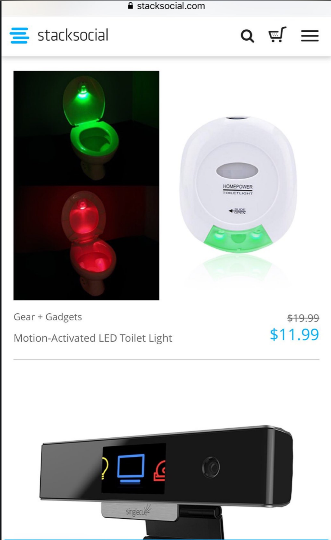 stacksocial.com
stacksocial
HOMEPOWER
Gear + Gadgets
$19.99
Motion-Activated LED Toilet Light
$11.99